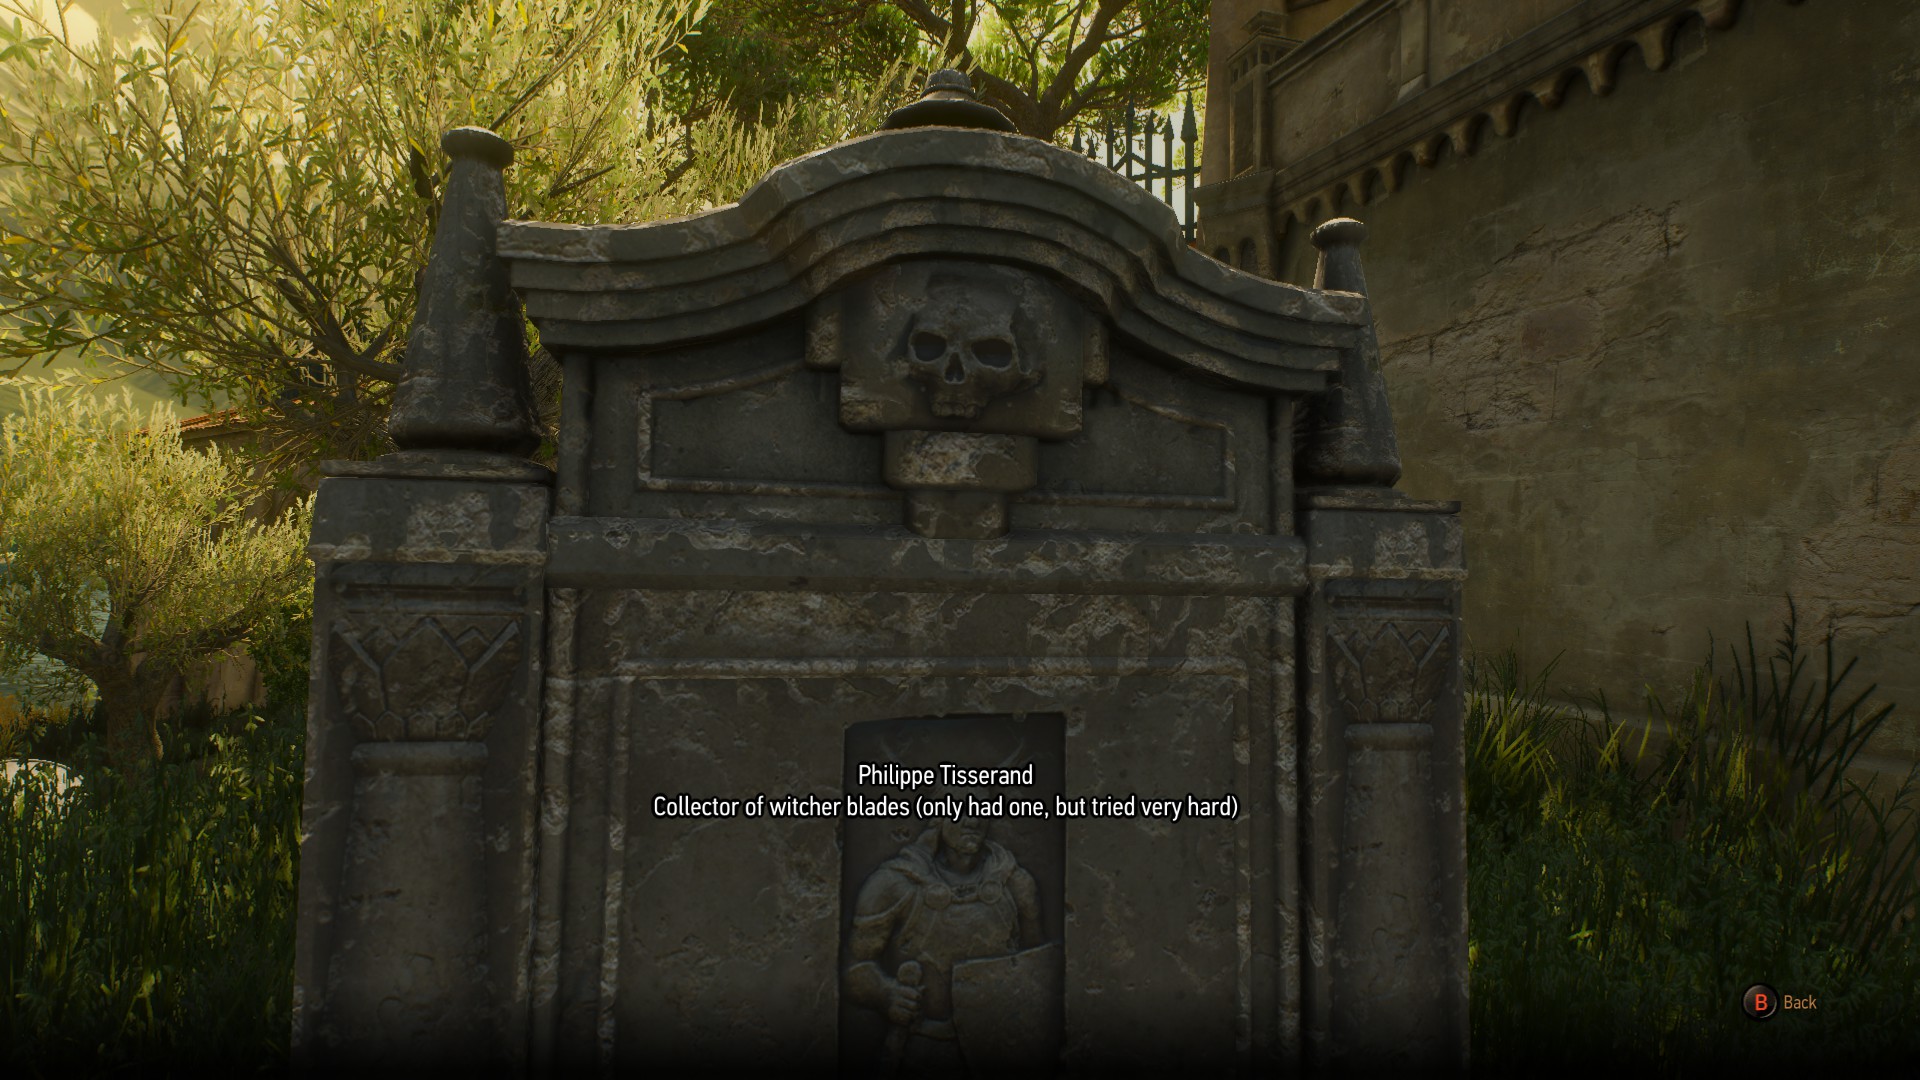 Philippe Tisserand
Collector of witcher blades (only had one, but tried very hard)
B Back